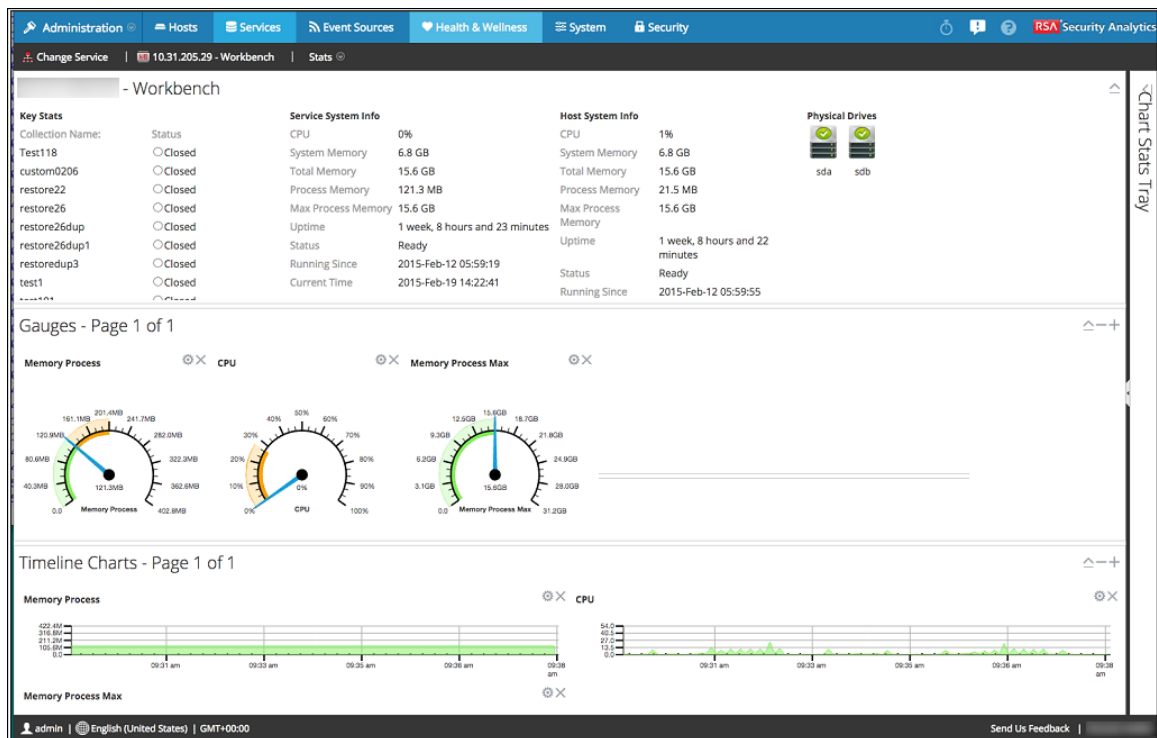 Administration Hosts Services Event Sources Health & Wellness System Security RSA Security Analytics
Change Service | 10.31.205.29 - Workbench | Stats
- Workbench
Key Stats
Collection Name: Status
Test118 Closed
custom0206 Closed
restore22 Closed
restore26 Closed
restore26dup Closed
restore26dup1 Closed
restoredup3 Closed
test1 Closed
Service System Info
CPU 0%
System Memory 6.8 GB
Total Memory 15.6 GB
Process Memory 121.3 MB
Max Process Memory 15.6 GB
Uptime 1 week, 8 hours and 23 minutes
Status Ready
Running Since 2015-Feb-12 05:59:19
Current Time 2015-Feb-19 14:22:41
Host System Info
CPU 1%
System Memory 6.8 GB
Total Memory 15.6 GB
Process Memory 21.5 MB
Max Process Memory 15.6 GB
Uptime 1 week, 8 hours and 22 minutes
Status Ready
Running Since 2015-Feb-12 05:59:55
Physical Drives
sda sdb
Chart Stats Tray
Gauges - Page 1 of 1
Memory Process
0.0 40.3MB 80.6MB 120.9MB 161.1MB 201.4MB 241.7MB 282.0MB 322.3MB 362.6MB 402.8MB
121.3MB
Memory Process
CPU
0% 10% 20% 30% 40% 50% 60% 70% 80% 90% 100%
0%
CPU
Memory Process Max
0.0 3.1GB 6.2GB 9.3GB 12.5GB 15.6GB 18.7GB 21.8GB 24.9GB 28.0GB 31.2GB
15.6GB
Memory Process Max
Timeline Charts - Page 1 of 1
Memory Process
422.4M
316.8M
211.2M
105.6M
0.0
09:31 am 09:33 am 09:35 am 09:36 am 09:38 am
CPU
54.0
40.5
27.0
13.5
0.0
09:31 am 09:33 am 09:35 am 09:36 am 09:38 am
Memory Process Max
admin | English (United States) | GMT+00:00 Send Us Feedback |